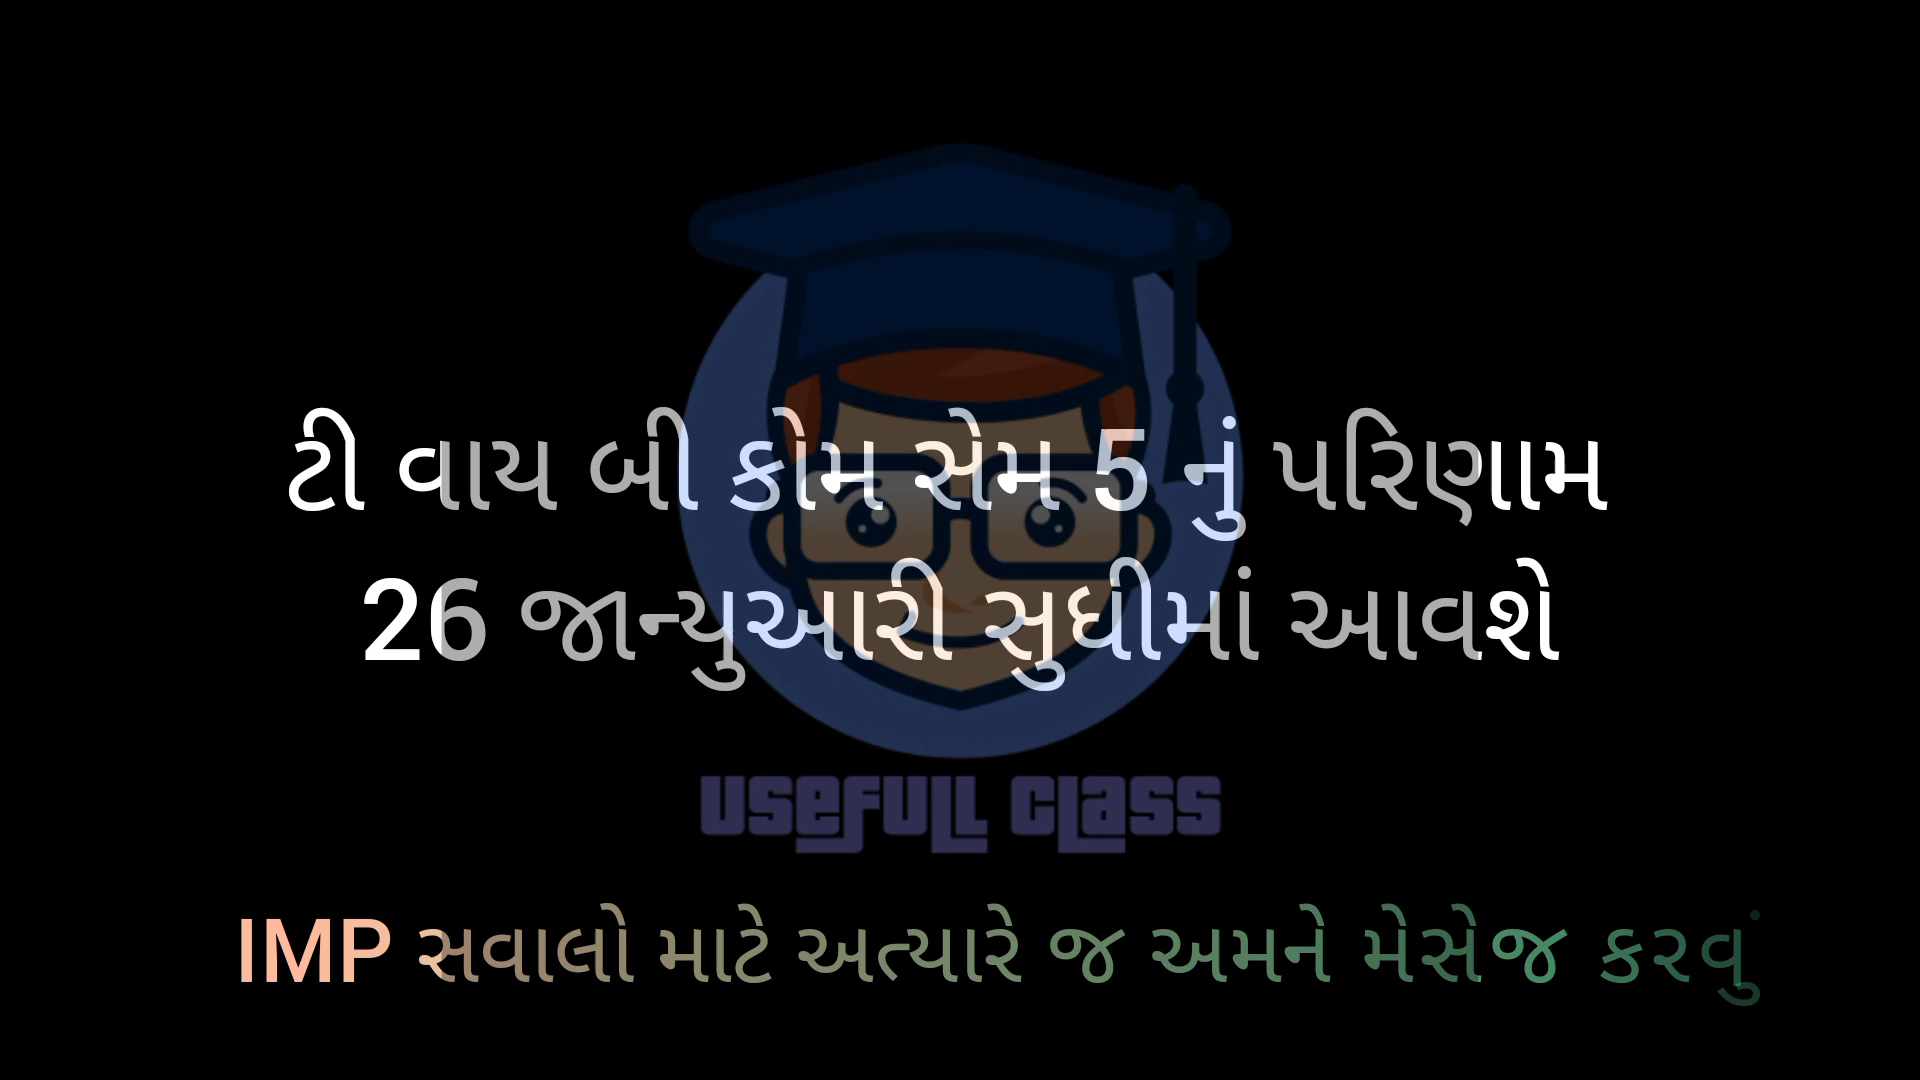 ટી વાય બી કોમ સેમ 5 નું પરિણામ
26 જાન્યુઆરી સુધીમાં આવશે
USEFULL CLASS
IMP સવાલો માટે અત્યારે જ અમને મેસેજ કરવું